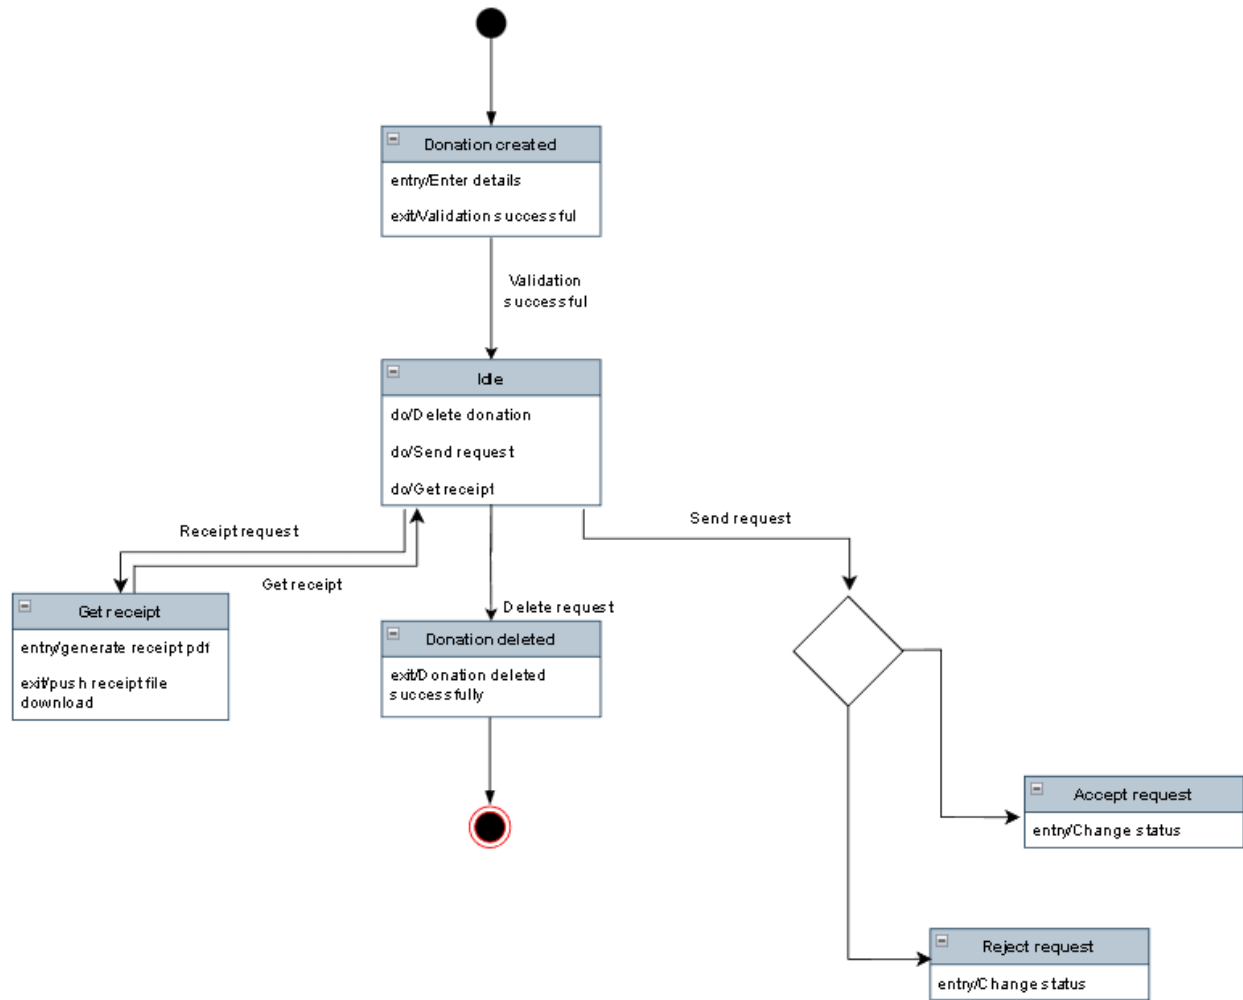 Donation created
entry/Enter details
exit/Validation successful
Validation
successful
Idle
do/Delete donation
do/Send request
do/Get receipt
Receipt request
Send request
Get receipt
Delete request
Get receipt
entry/generate receipt pdf
exit/push receipt file
download
Donation deleted
exit/Donation deleted
successfully
Accept request
entry/Change status
Reject request
entry/Change status